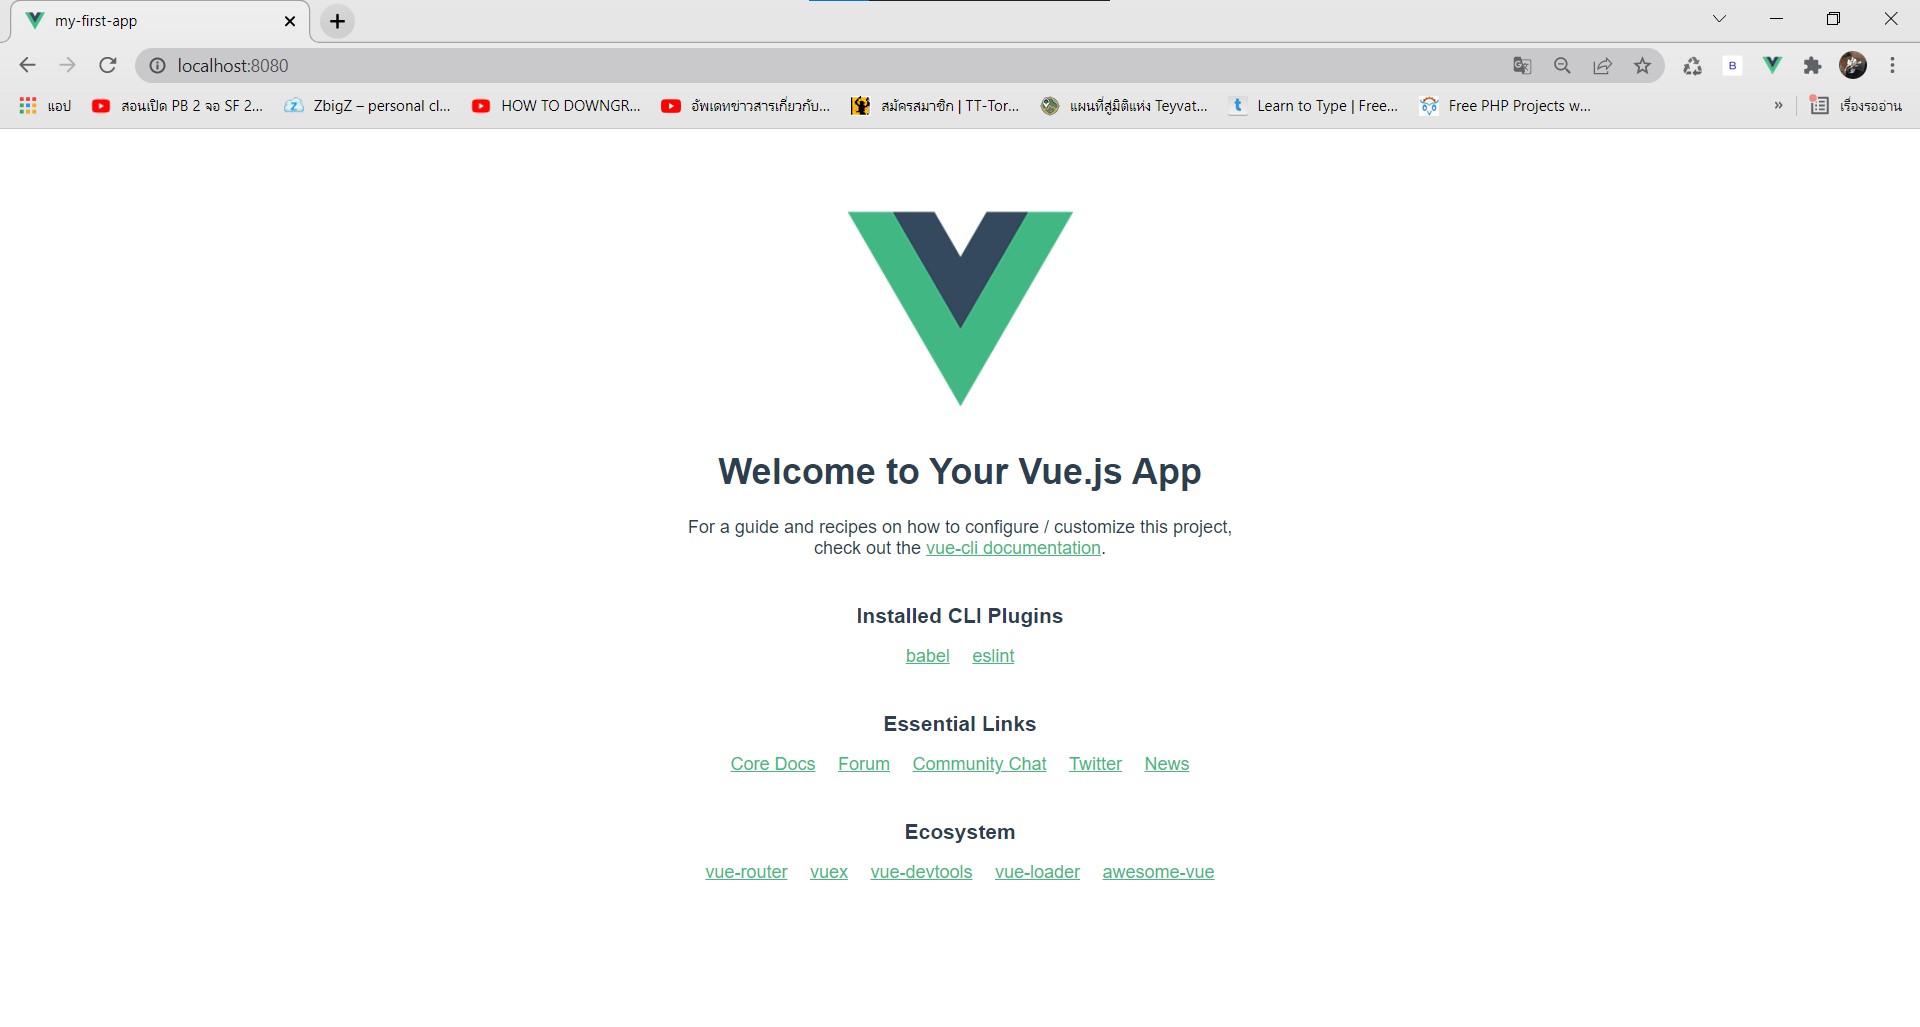 my-first-app
localhost:8080
แอป สอนเปิด PB 2 จอ SF 2... ZbigZ – personal cl... HOW TO DOWNGR... อัพเดทข่าวสารเกี่ยวกับ... สมัครสมาชิก | TT-Tor... แผนที่สูมิติแห่ง Teyvat... Learn to Type | Free... Free PHP Projects w... » เรื่องรออ่าน
Welcome to Your Vue.js App
For a guide and recipes on how to configure / customize this project,
check out the vue-cli documentation.
Installed CLI Plugins
babel eslint
Essential Links
Core Docs Forum Community Chat Twitter News
Ecosystem
vue-router vuex vue-devtools vue-loader awesome-vue